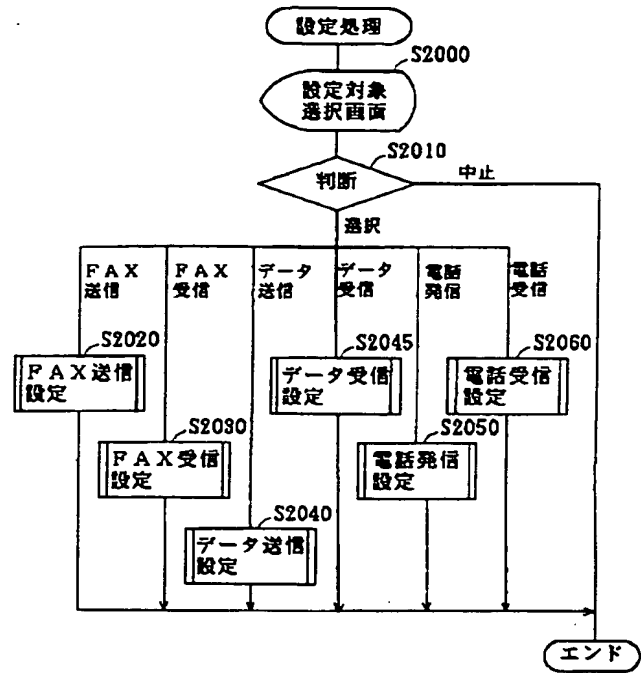 設定処理
S2000
設定対象
選択画面
S2010
判断
中止
選択
FAX
送信
FAX
受信
データ
送信
データ
受信
電話
発信
電話
受信
S2020
FAX送信
設定
S2045
データ受信
設定
S2060
電話受信
設定
S2030
FAX受信
設定
S2050
電話発信
設定
S2040
データ送信
設定
エンド